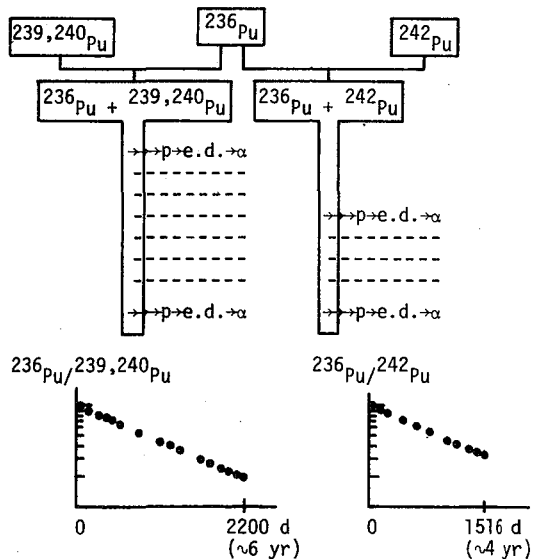 239,240Pu 236Pu 242Pu
236Pu + 239,240Pu 236Pu + 242Pu
→→p→e.d.→α
→→p→e.d.→α
→→p→e.d.→α →→p→e.d.→α
236Pu/239,240Pu 236Pu/242Pu
0 2200 d 0 1516 d
(~6 yr) (~4 yr)